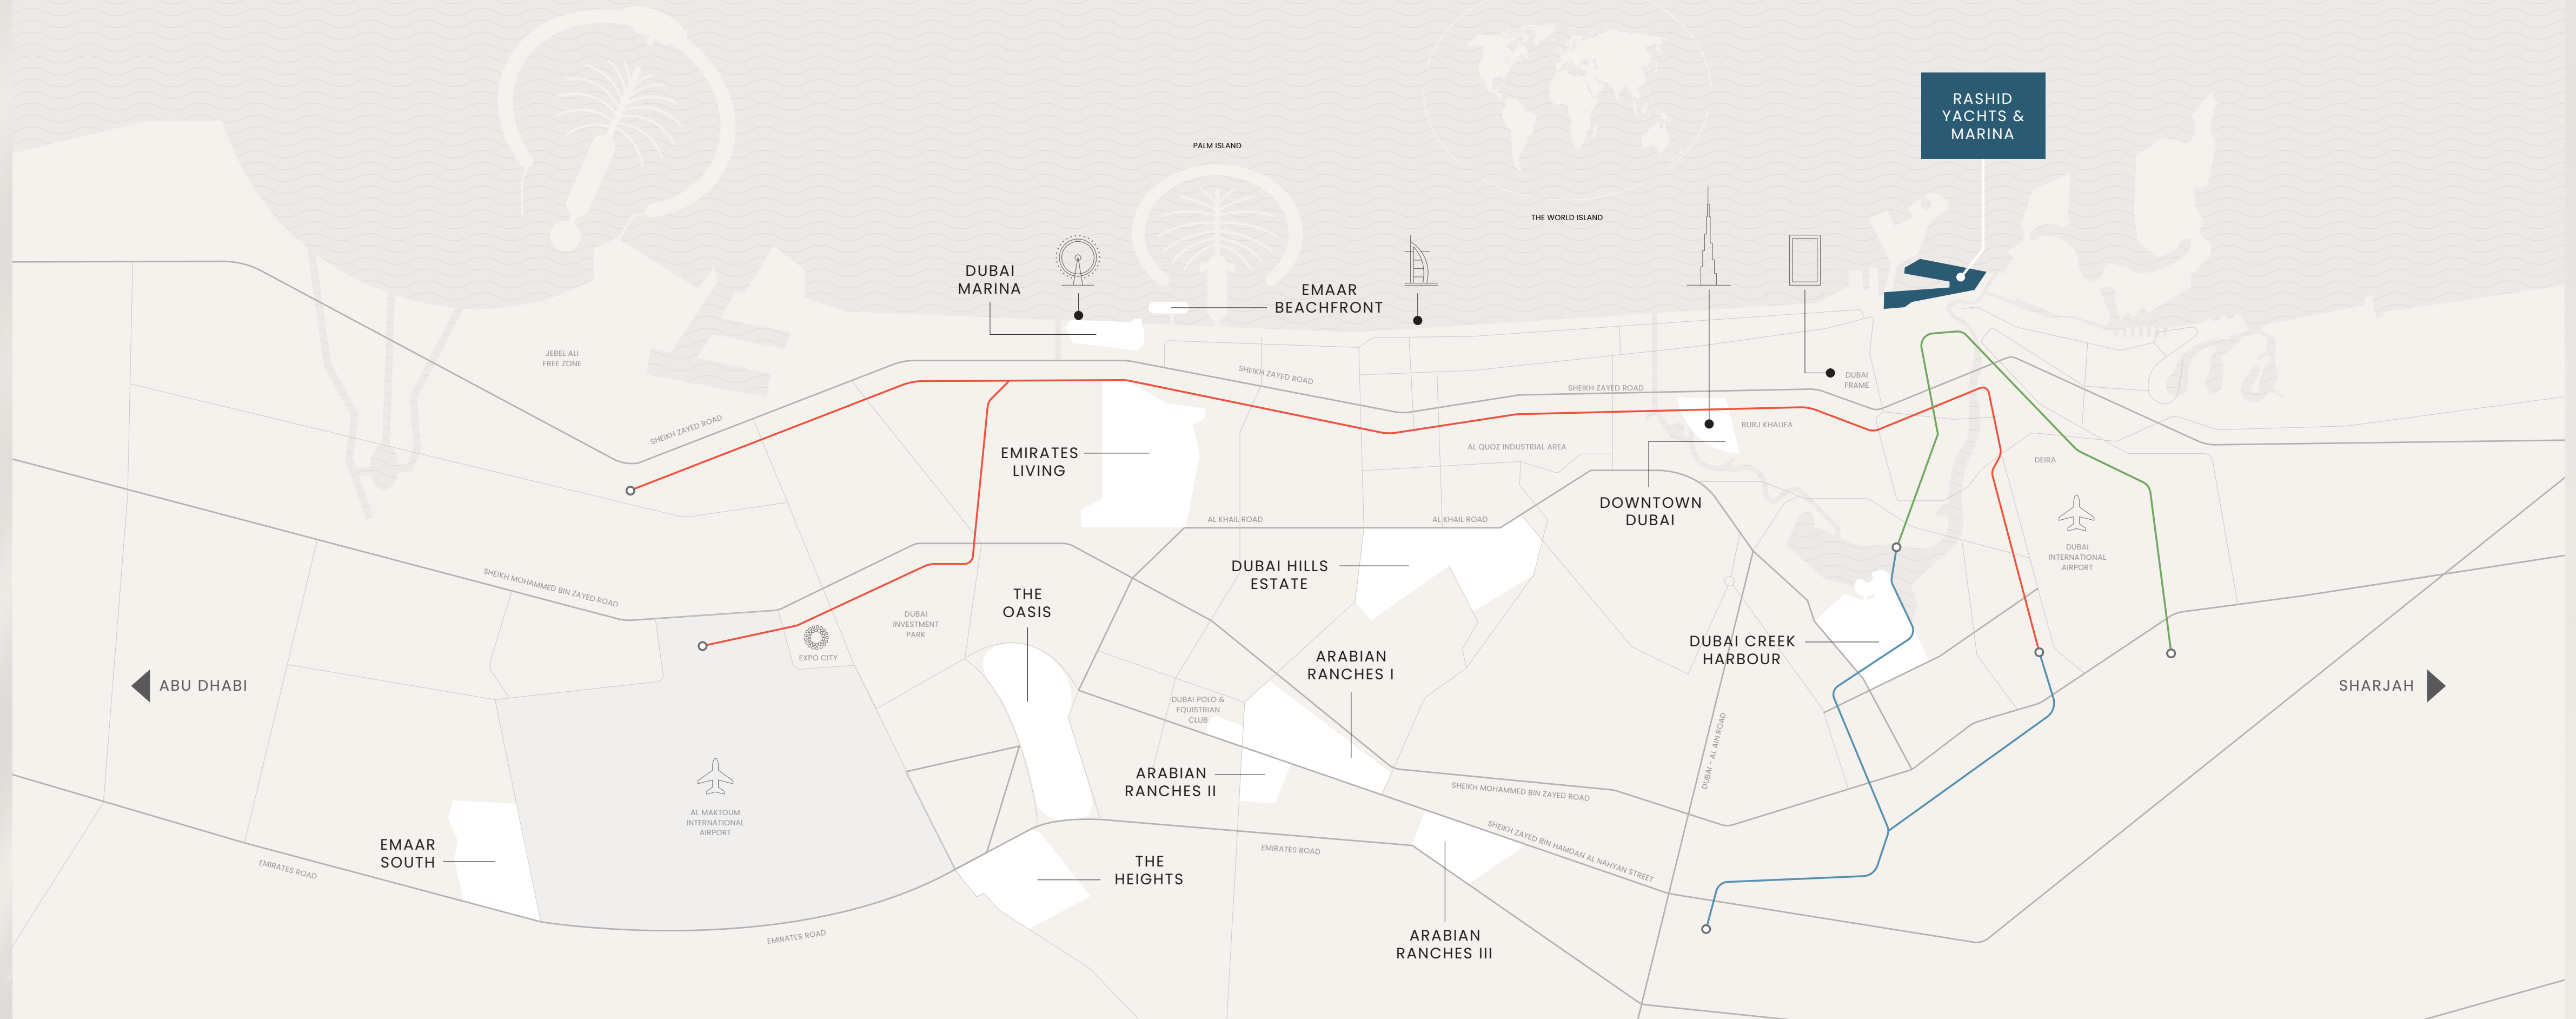 RASHID
YACHTS &
MARINA
PALM ISLAND
THE WORLD ISLAND
DUBAI
MARINA
EMAAR
BEACHFRONT
JEBEL ALI
FREE ZONE
SHEIKH ZAYED ROAD
SHEIKH ZAYED ROAD
SHEIKH ZAYED ROAD
DUBAI
FRAME
BURJ KHALIFA
AL QUOZ INDUSTRIAL AREA
EMIRATES
LIVING
DEIRA
DOWNTOWN
DUBAI
AL KHAIL ROAD
AL KHAIL ROAD
DUBAI
INTERNATIONAL
AIRPORT
DUBAI HILLS
ESTATE
SHEIKH MOHAMMED BIN ZAYED ROAD
THE
OASIS
DUBAI
INVESTMENT
PARK
EXPO CITY
DUBAI CREEK
HARBOUR
ARABIAN
RANCHES I
ABU DHABI
SHARJAH
DUBAI POLO &
EQUESTRIAN
CLUB
DUBAI - AL AIN ROAD
ARABIAN
RANCHES II
SHEIKH MOHAMMED BIN ZAYED ROAD
AL MAKTOUM
INTERNATIONAL
AIRPORT
SHEIKH ZAYED BIN HAMDAN AL NAHYAN STREET
EMAAR
SOUTH
EMIRATES ROAD
EMIRATES ROAD
THE
HEIGHTS
EMIRATES ROAD
ARABIAN
RANCHES III